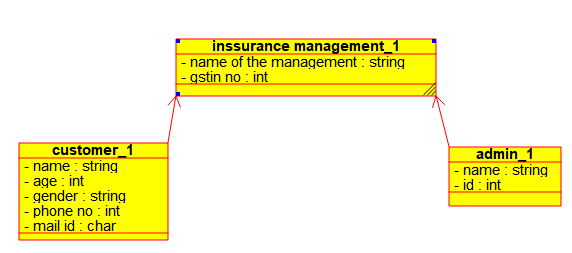 inssurance management_1
- name of the management : string
- gstin no : int
customer_1
- name : string
- age : int
- gender : string
- phone no : int
- mail id : char
admin_1
- name : string
- id : int